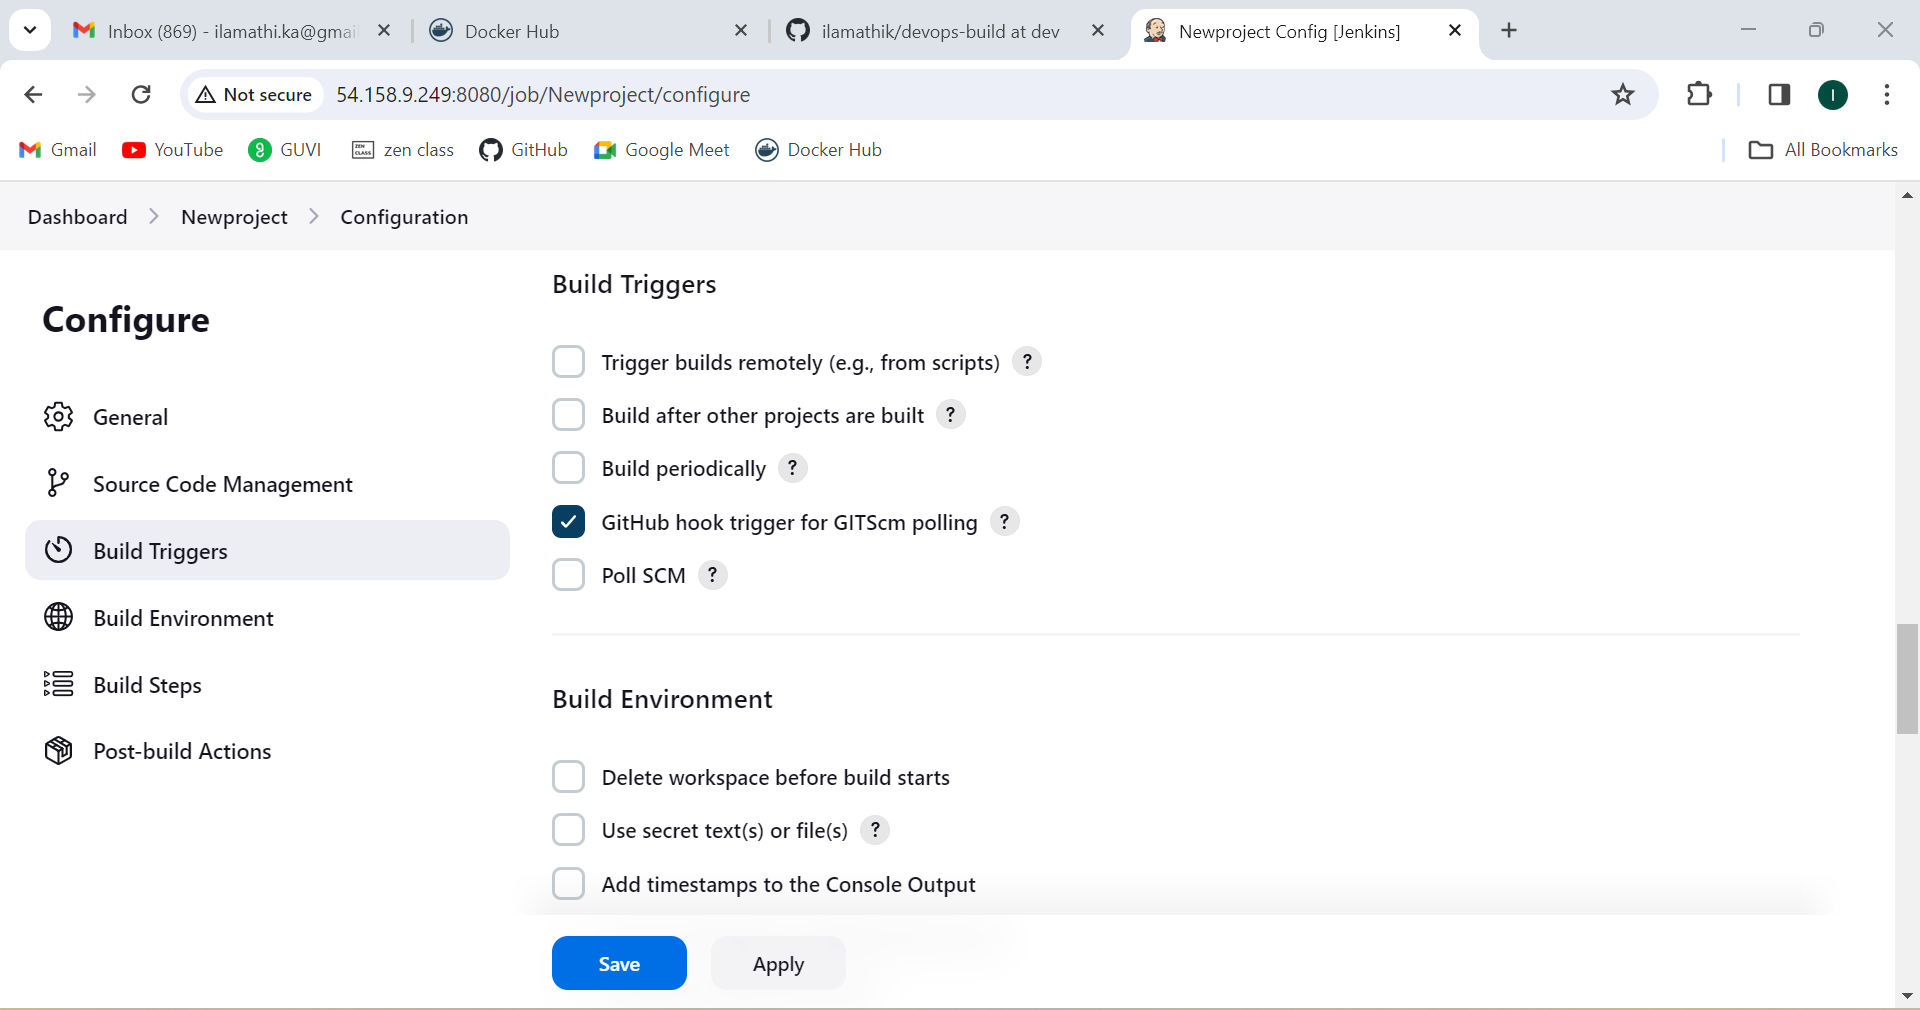 Inbox (869) - ilamathi.ka@gmai
Docker Hub
ilamathik/devops-build at dev
Newproject Config [Jenkins]
Not secure
54.158.9.249:8080/job/Newproject/configure
I
Gmail
YouTube
GUVI
ZEN CLASS
zen class
GitHub
Google Meet
Docker Hub
All Bookmarks
Dashboard
Newproject
Configuration
Configure
General
Source Code Management
Build Triggers
Build Environment
Build Steps
Post-build Actions
Build Triggers
Trigger builds remotely (e.g., from scripts) ?
Build after other projects are built ?
Build periodically ?
GitHub hook trigger for GITScm polling ?
Poll SCM ?
Build Environment
Delete workspace before build starts
Use secret text(s) or file(s) ?
Add timestamps to the Console Output
Save
Apply